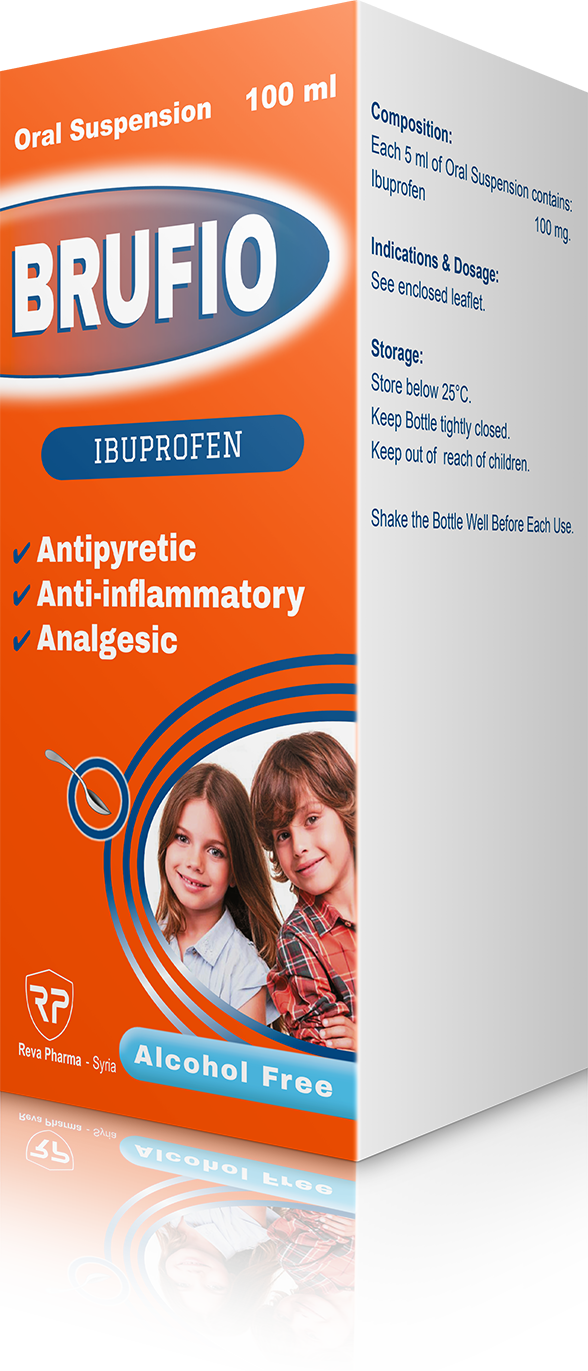 Oral Suspension 100 ml
BRUFIO
IBUPROFEN
✔ Antipyretic
✔ Anti-inflammatory
✔ Analgesic
RP
Reva Pharma - Syria
Alcohol Free
Composition:
Each 5 ml of Oral Suspension contains:
Ibuprofen 100 mg.
Indications & Dosage:
See enclosed leaflet.
Storage:
Store below 25°C.
Keep Bottle tightly closed.
Keep out of reach of children.
Shake the Bottle Well Before Each Use.